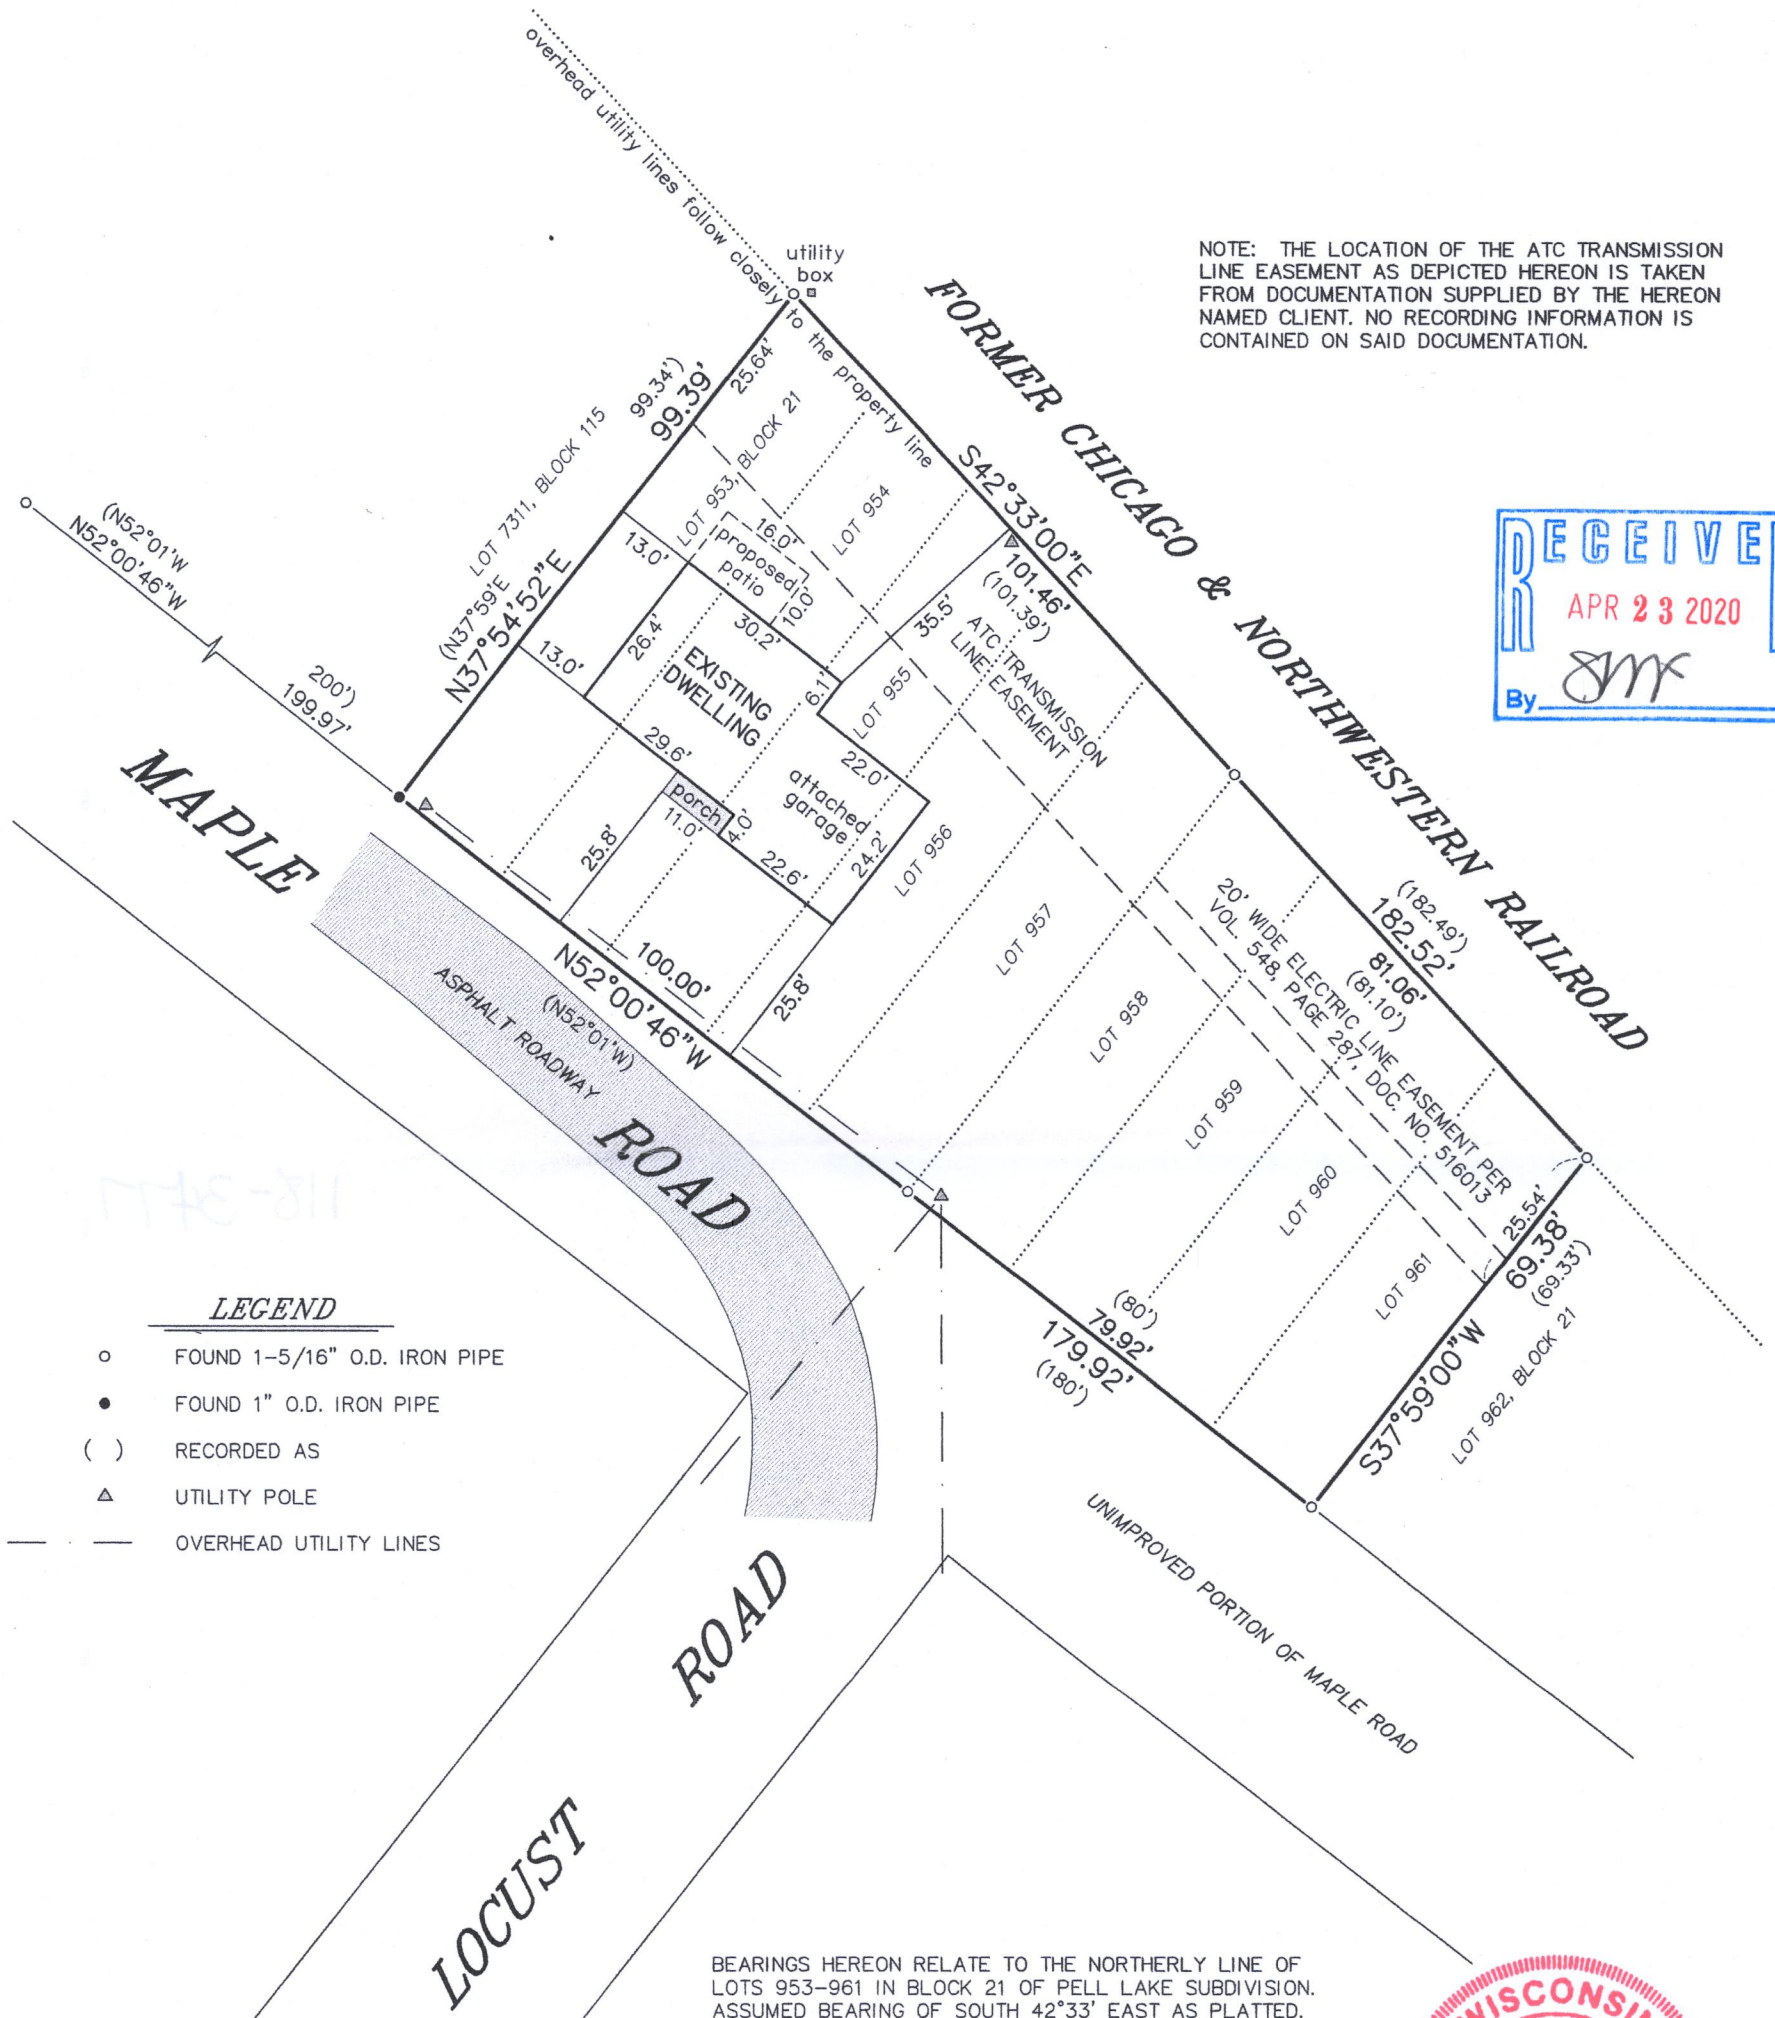 overhead utility lines follow closely to the property line
utility
box
NOTE: THE LOCATION OF THE ATC TRANSMISSION
LINE EASEMENT AS DEPICTED HEREON IS TAKEN
FROM DOCUMENTATION SUPPLIED BY THE HEREON
NAMED CLIENT. NO RECORDING INFORMATION IS
CONTAINED ON SAID DOCUMENTATION.
FORMER CHICAGO & NORTHWESTERN RAILROAD
RECEIVE
APR 23 2020
By
(99.34')
99.39'
25.64'
LOT 7311, BLOCK 115
(N37°59'E
N37°54'52"E
(N52°01'W
N52°00'46"W
200')
199.97'
LOT 953, BLOCK 21
LOT 954
S42°33'00"E
101.46'
(101.39')
ATC TRANSMISSION
LINE EASEMENT
13.0'
16.0'
proposed
patio
10.0'
30.2'
35.5'
26.4'
13.0'
EXISTING
DWELLING
6.1'
LOT 955
22.0'
29.6'
attached
garage
24.2'
porch
11.0'
4.0'
22.6'
25.8'
25.8'
LOT 956
LOT 957
LOT 958
LOT 959
LOT 960
LOT 961
(182.49')
182.52'
81.06'
(81.10')
20' WIDE ELECTRIC LINE EASEMENT PER
VOL. 548, PAGE 287, DOC. NO. 516013
25.54'
69.38'
(69.33')
S37°59'00"W
LOT 962, BLOCK 21
MAPLE
ROAD
ASPHALT ROADWAY
100.00'
N52°00'46"W
(N52°01'W)
(80')
79.92'
179.92'
(180')
UNIMPROVED PORTION OF MAPLE ROAD
LEGEND
FOUND 1-5/16" O.D. IRON PIPE
FOUND 1" O.D. IRON PIPE
( ) RECORDED AS
UTILITY POLE
OVERHEAD UTILITY LINES
LOCUST ROAD
BEARINGS HEREON RELATE TO THE NORTHERLY LINE OF
LOTS 953-961 IN BLOCK 21 OF PELL LAKE SUBDIVISION.
ASSUMED BEARING OF SOUTH 42°33' EAST AS PLATTED.
WISCONSIN